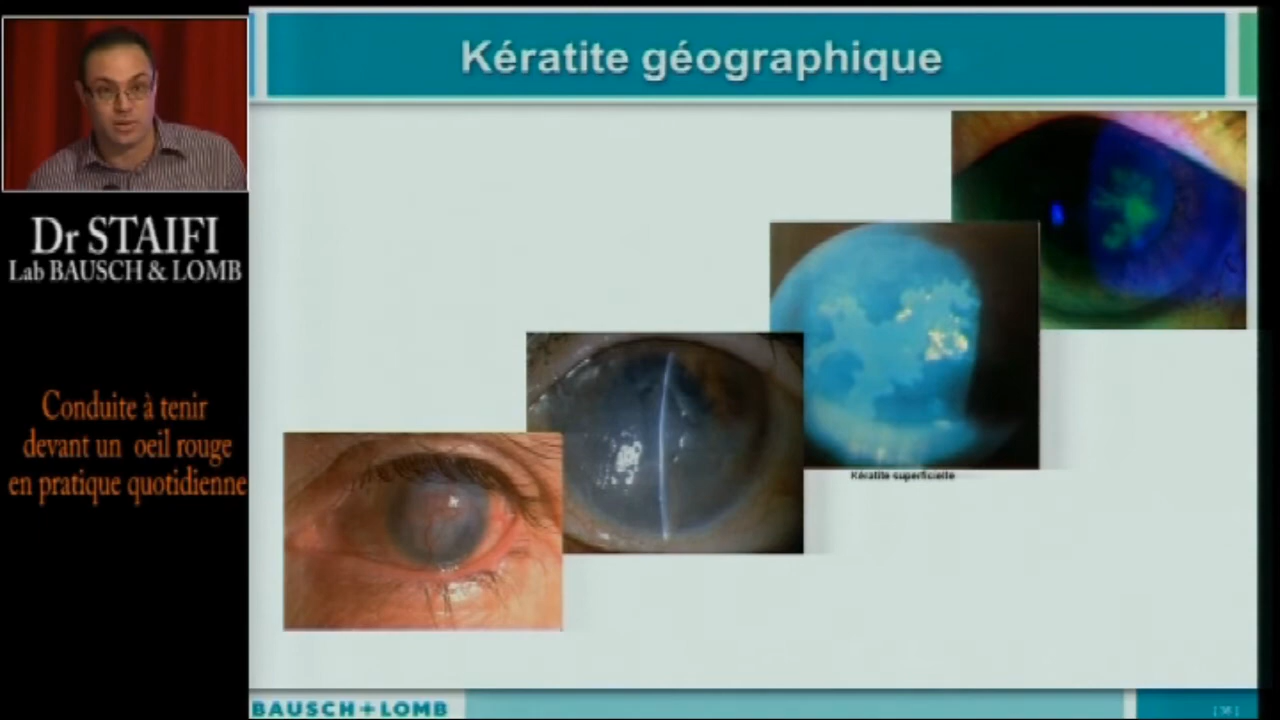 Kératite géographique
Dr STAIFI
Lab BAUSCH & LOMB
Conduite à tenir
devant un oeil rouge
en pratique quotidienne
Kératite superficielle
BAUSCH + LOMB